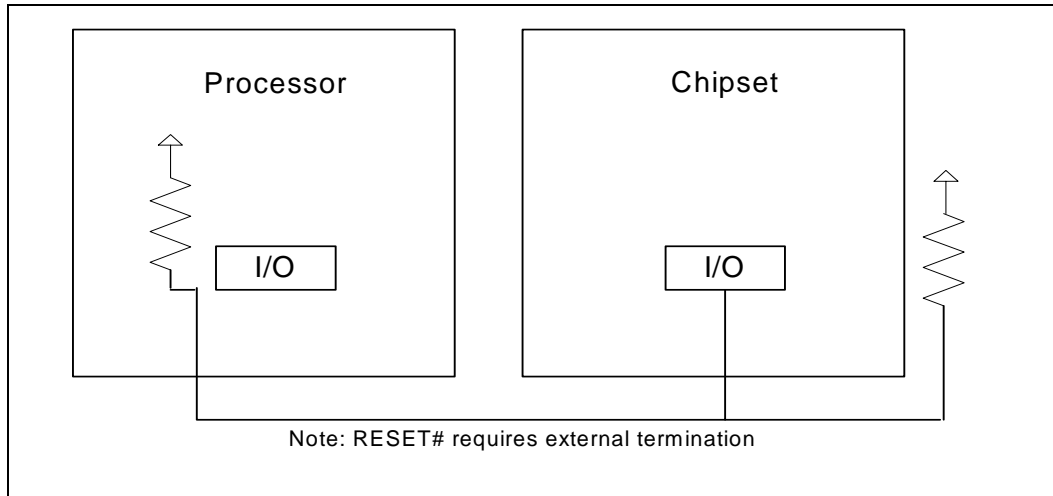 Processor
Chipset
I/O
I/O
Note: RESET# requires external termination